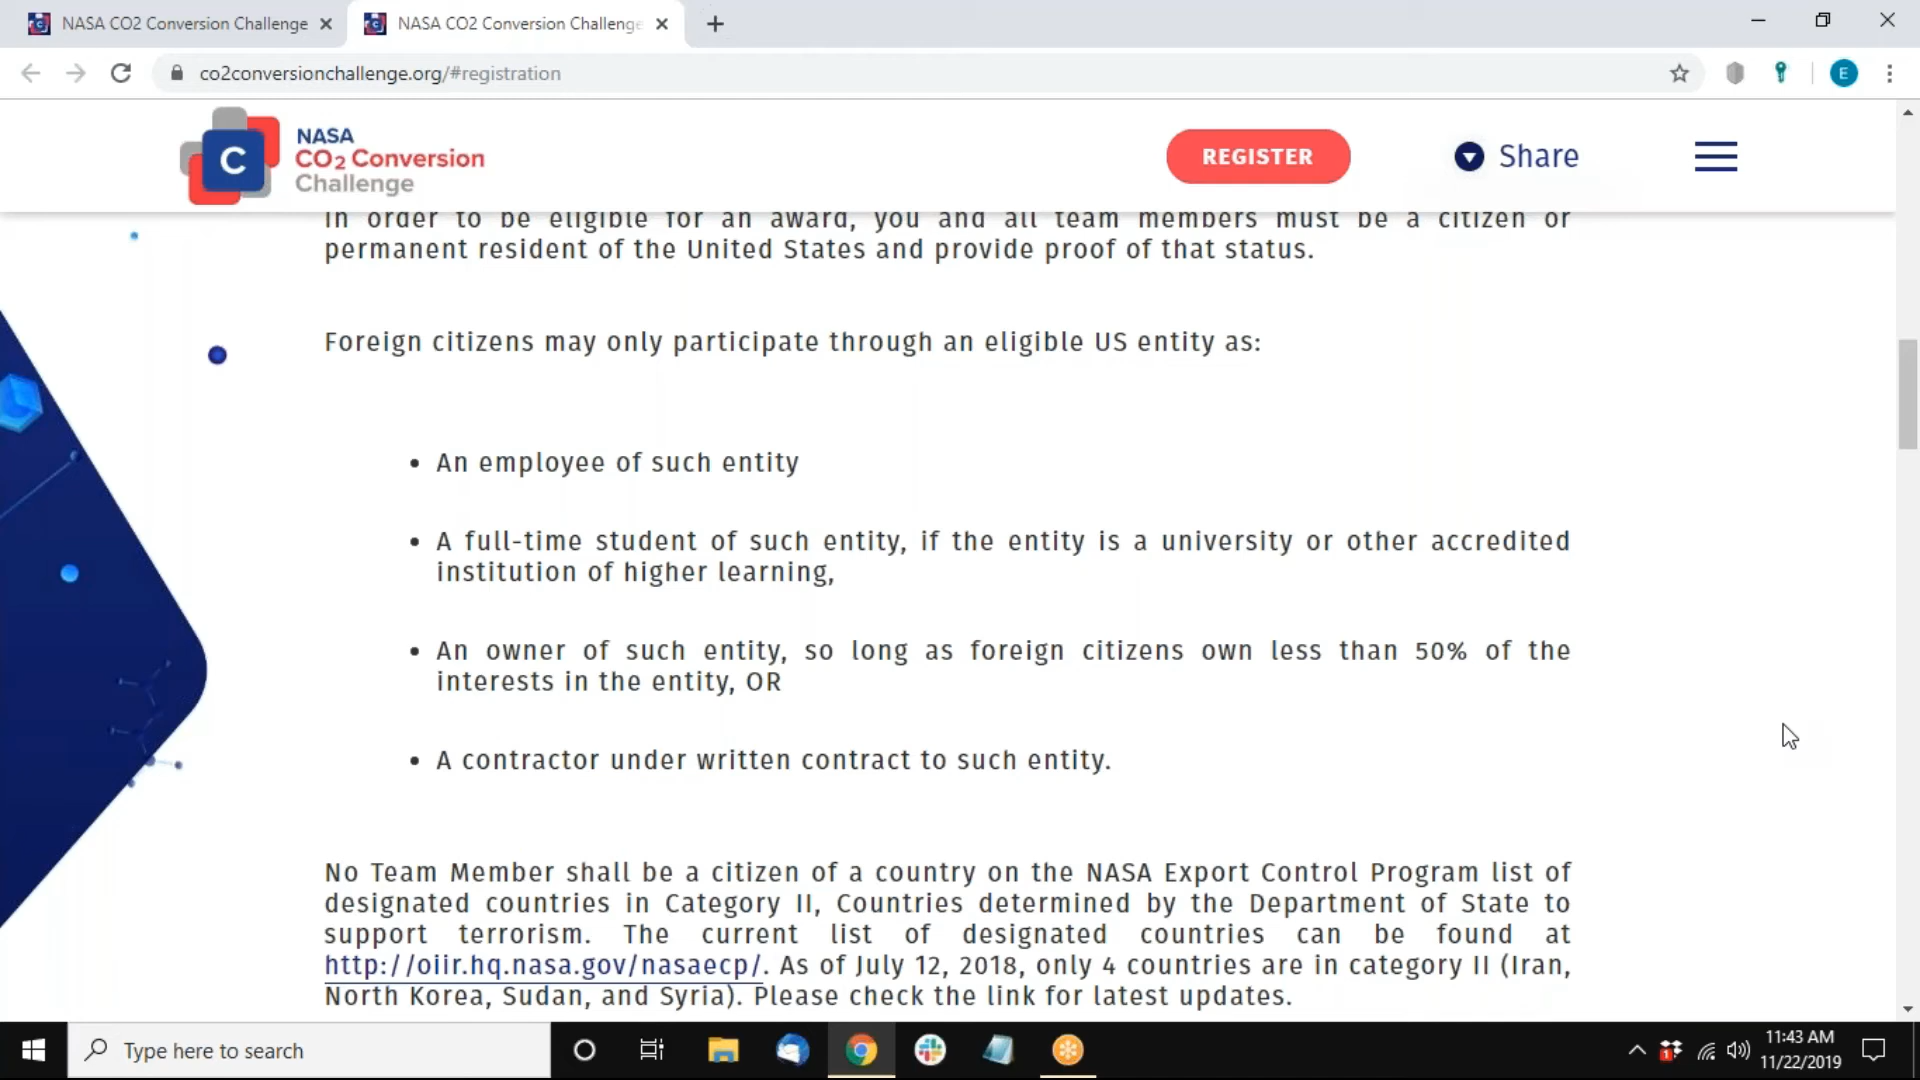 NASA CO2 Conversion Challenge
NASA CO2 Conversion Challenge
co2conversionchallenge.org/#registration
E
C
NASA
CO2 Conversion
Challenge
REGISTER
Share
In order to be eligible for an award, you and all team members must be a citizen or
permanent resident of the United States and provide proof of that status.
Foreign citizens may only participate through an eligible US entity as:
• An employee of such entity
• A full-time student of such entity, if the entity is a university or other accredited
institution of higher learning,
• An owner of such entity, so long as foreign citizens own less than 50% of the
interests in the entity, OR
• A contractor under written contract to such entity.
No Team Member shall be a citizen of a country on the NASA Export Control Program list of
designated countries in Category II, Countries determined by the Department of State to
support terrorism. The current list of designated countries can be found at
http://oiir.hq.nasa.gov/nasaecp/. As of July 12, 2018, only 4 countries are in category II (Iran,
North Korea, Sudan, and Syria). Please check the link for latest updates.
Type here to search
1
11:43 AM
11/22/2019